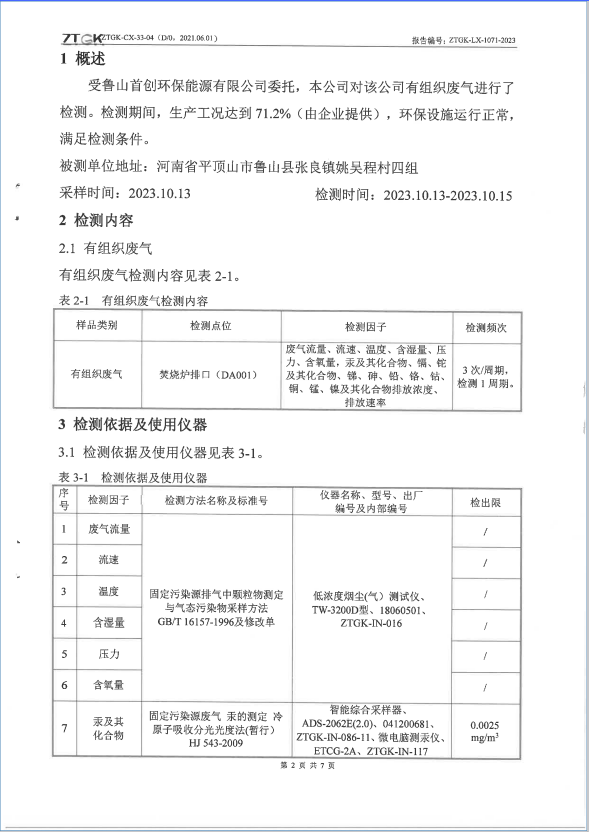 ZTGK ZTGK-CX-33-04（D/0，2021.06.01） 报告编号：ZTGK-LX-1071-2023
1 概述
受鲁山首创环保能源有限公司委托，本公司对该公司有组织废气进行了
检测。检测期间，生产工况达到 71.2%（由企业提供），环保设施运行正常，
满足检测条件。
被测单位地址：河南省平顶山市鲁山县张良镇姚吴程村四组
采样时间：2023.10.13 检测时间：2023.10.13-2023.10.15
2 检测内容
2.1 有组织废气
有组织废气检测内容见表 2-1。
表 2-1 有组织废气检测内容
样品类别 检测点位 检测因子 检测频次
有组织废气 焚烧炉排口（DA001）
废气流量、流速、温度、含湿量、压
力、含氧量，汞及其化合物、镉、铊
及其化合物、锑、砷、铅、铬、钴、
铜、锰、镍及其化合物排放浓度、
排放速率
3 次/周期，
检测 1 周期。
3 检测依据及使用仪器
3.1 检测依据及使用仪器见表 3-1。
表 3-1 检测依据及使用仪器
序
号
检测因子 检测方法名称及标准号
仪器名称、型号、出厂
编号及内部编号
检出限
1 废气流量 /
2 流速 /
3 温度 /
4 含湿量 /
5 压力 /
6 含氧量 /
固定污染源排气中颗粒物测定
与气态污染物采样方法
GB/T 16157-1996及修改单
低浓度烟尘(气）测试仪、
TW-3200D型、18060501、
ZTGK-IN-016
7
汞及其
化合物
固定污染源废气 汞的测定 冷
原子吸收分光光度法(暂行）
HJ 543-2009
智能综合采样器、
ADS-2062E(2.0)、041200681、
ZTGK-IN-086-11、微电脑测汞仪、
ETCG-2A、ZTGK-IN-117
0.0025
mg/m³
第 2 页 共 7 页